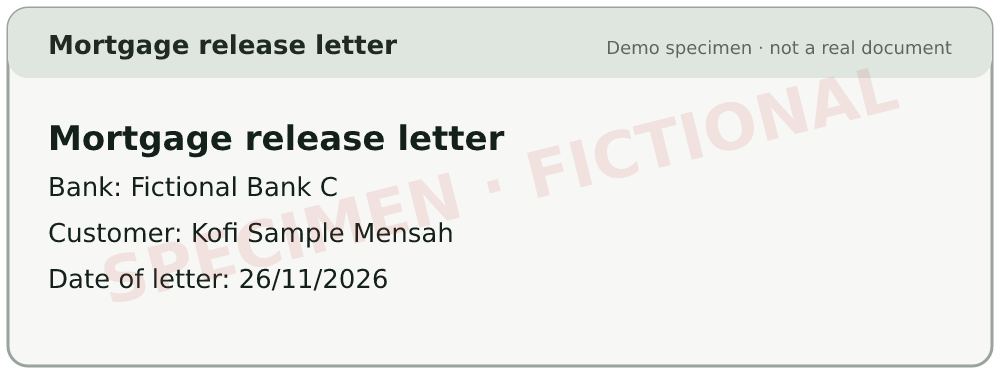 Mortgage release letter
Demo specimen · not a real document
Mortgage release letter
Bank: Fictional Bank C
Customer: Kofi Sample Mensah
Date of letter: 26/11/2026
SPECIMEN · FICTIONAL